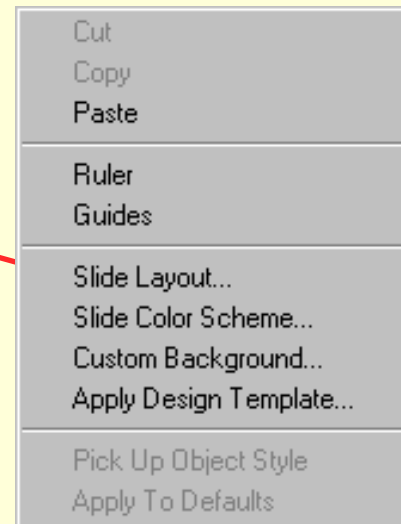 Cut
Copy
Paste
Ruler
Guides
Slide Layout...
Slide Color Scheme...
Custom Background...
Apply Design Template...
Pick Up Object Style
Apply To Defaults